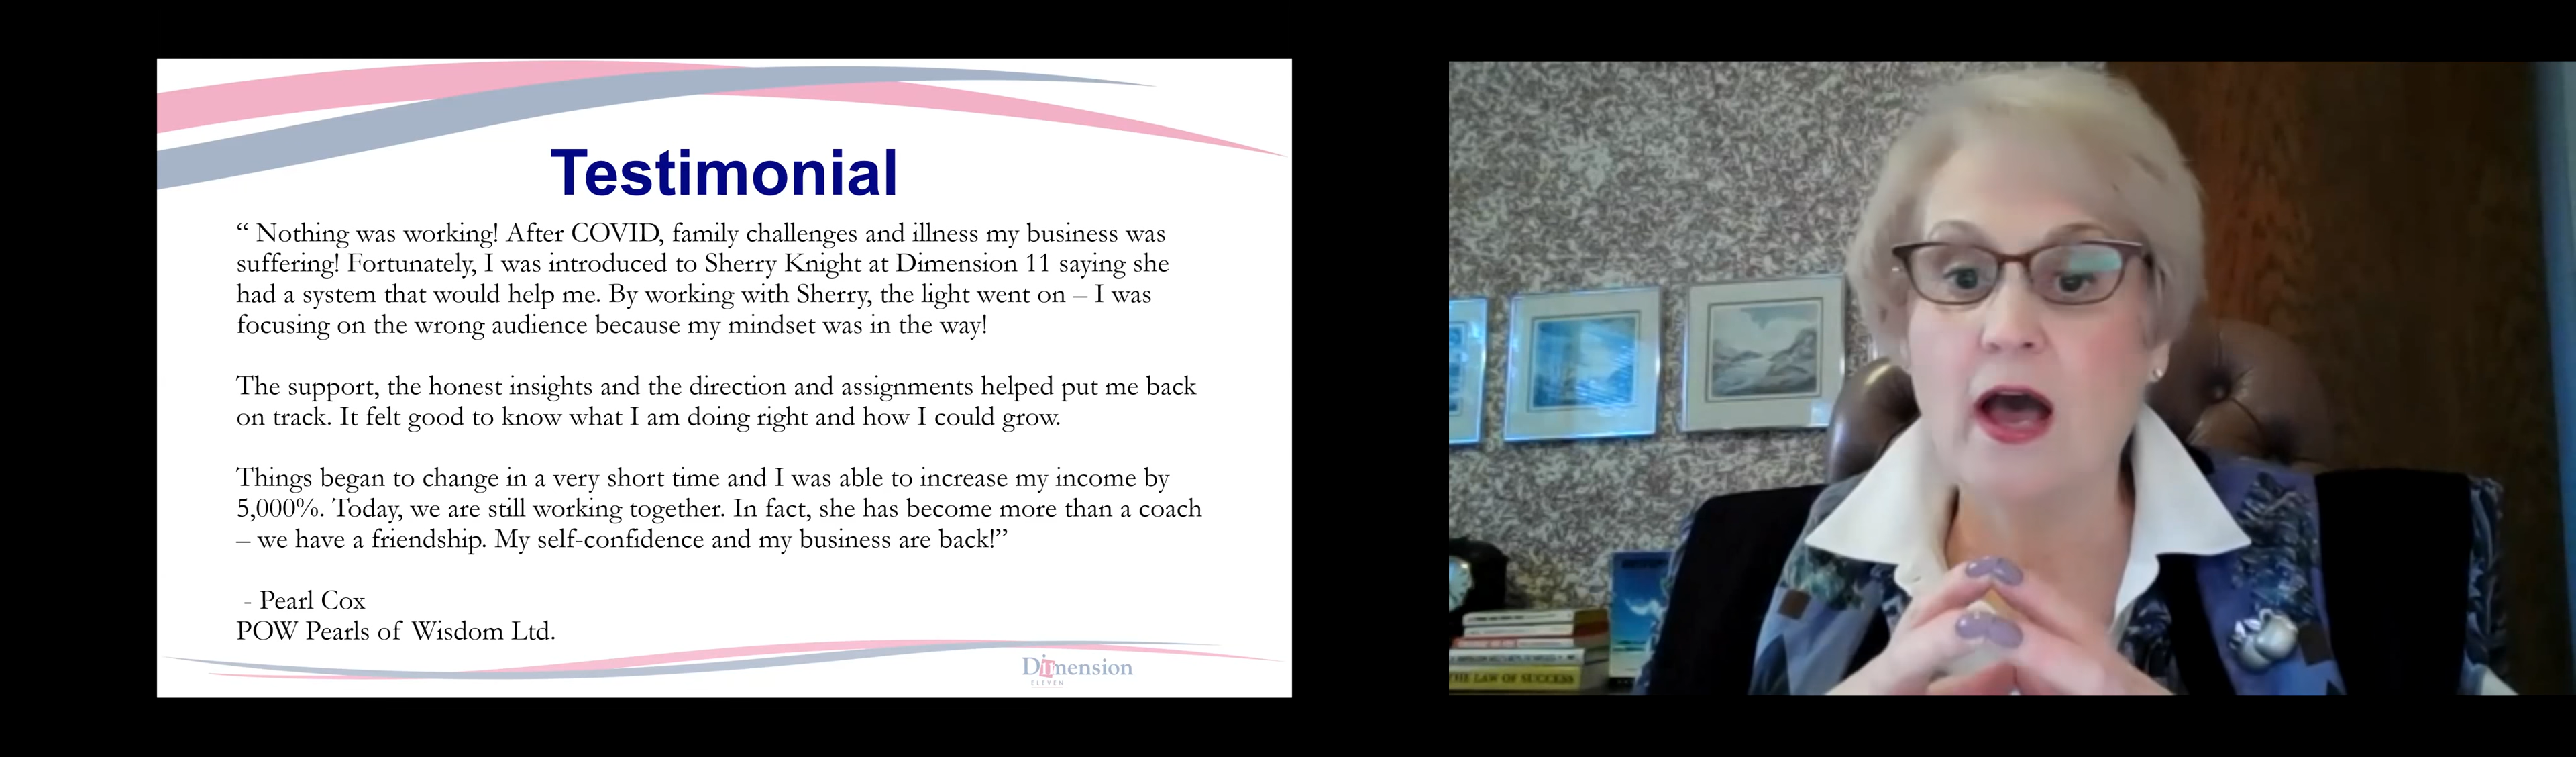 Testimonial
“ Nothing was working! After COVID, family challenges and illness my business was
suffering! Fortunately, I was introduced to Sherry Knight at Dimension 11 saying she
had a system that would help me. By working with Sherry, the light went on – I was
focusing on the wrong audience because my mindset was in the way!
The support, the honest insights and the direction and assignments helped put me back
on track. It felt good to know what I am doing right and how I could grow.
Things began to change in a very short time and I was able to increase my income by
5,000%. Today, we are still working together. In fact, she has become more than a coach
– we have a friendship. My self-confidence and my business are back!”
- Pearl Cox
POW Pearls of Wisdom Ltd.
Dimension
ELEVEN
THE LAW OF SUCCESS